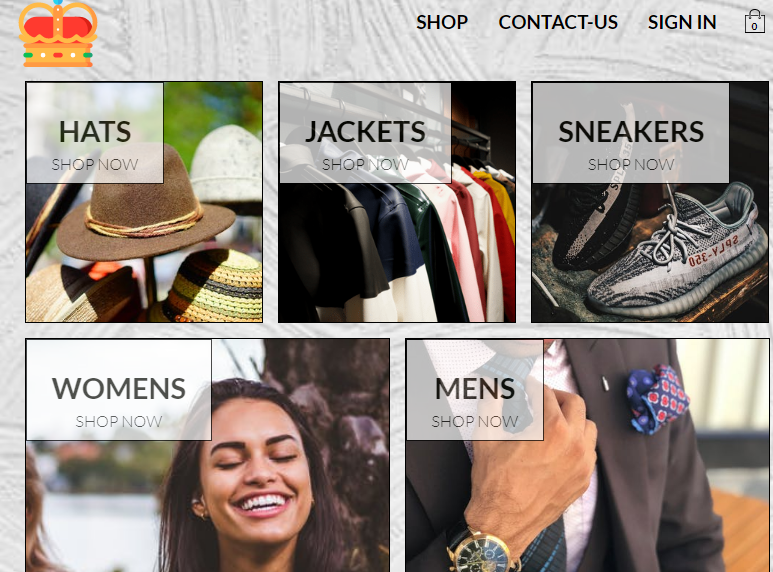 SHOP CONTACT-US SIGN IN
0
HATS
SHOP NOW
JACKETS
SHOP NOW
SNEAKERS
SHOP NOW
SPLY-350
WOMENS
SHOP NOW
MENS
SHOP NOW